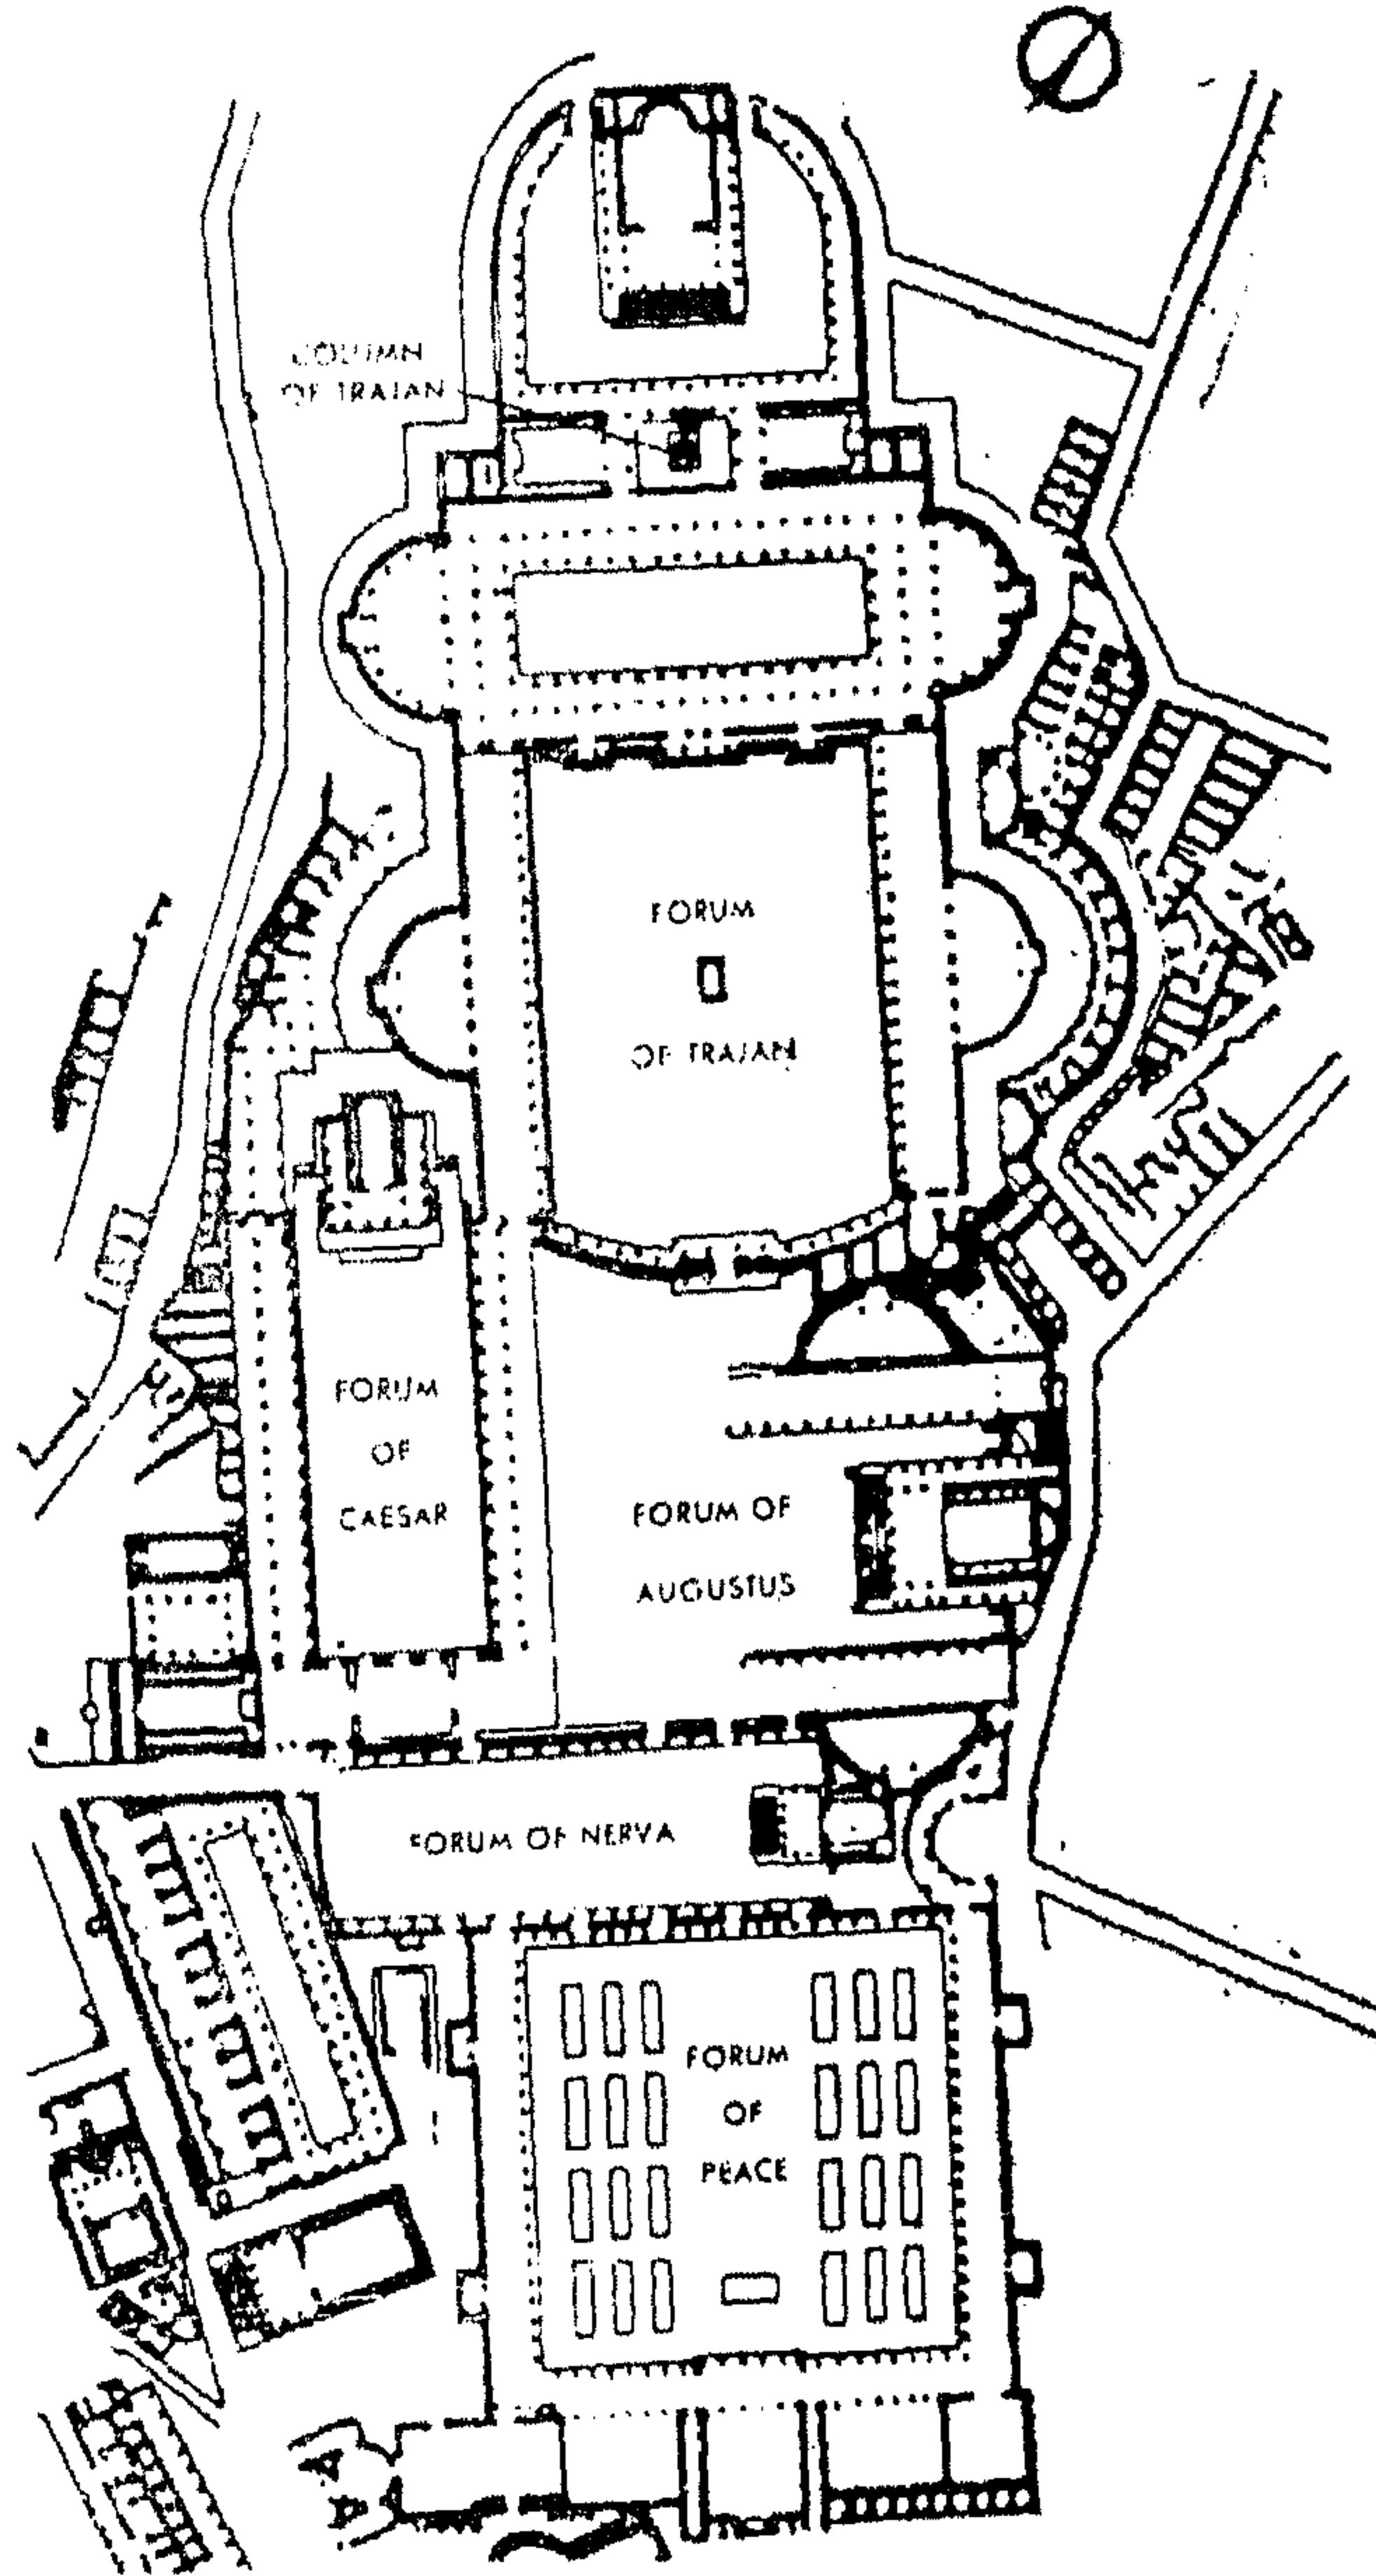 COLUMN
OF TRAJAN
FORUM
OF TRAJAN
FORUM
OF
CAESAR
FORUM OF
AUGUSTUS
FORUM OF NERVA
FORUM
OF
PEACE